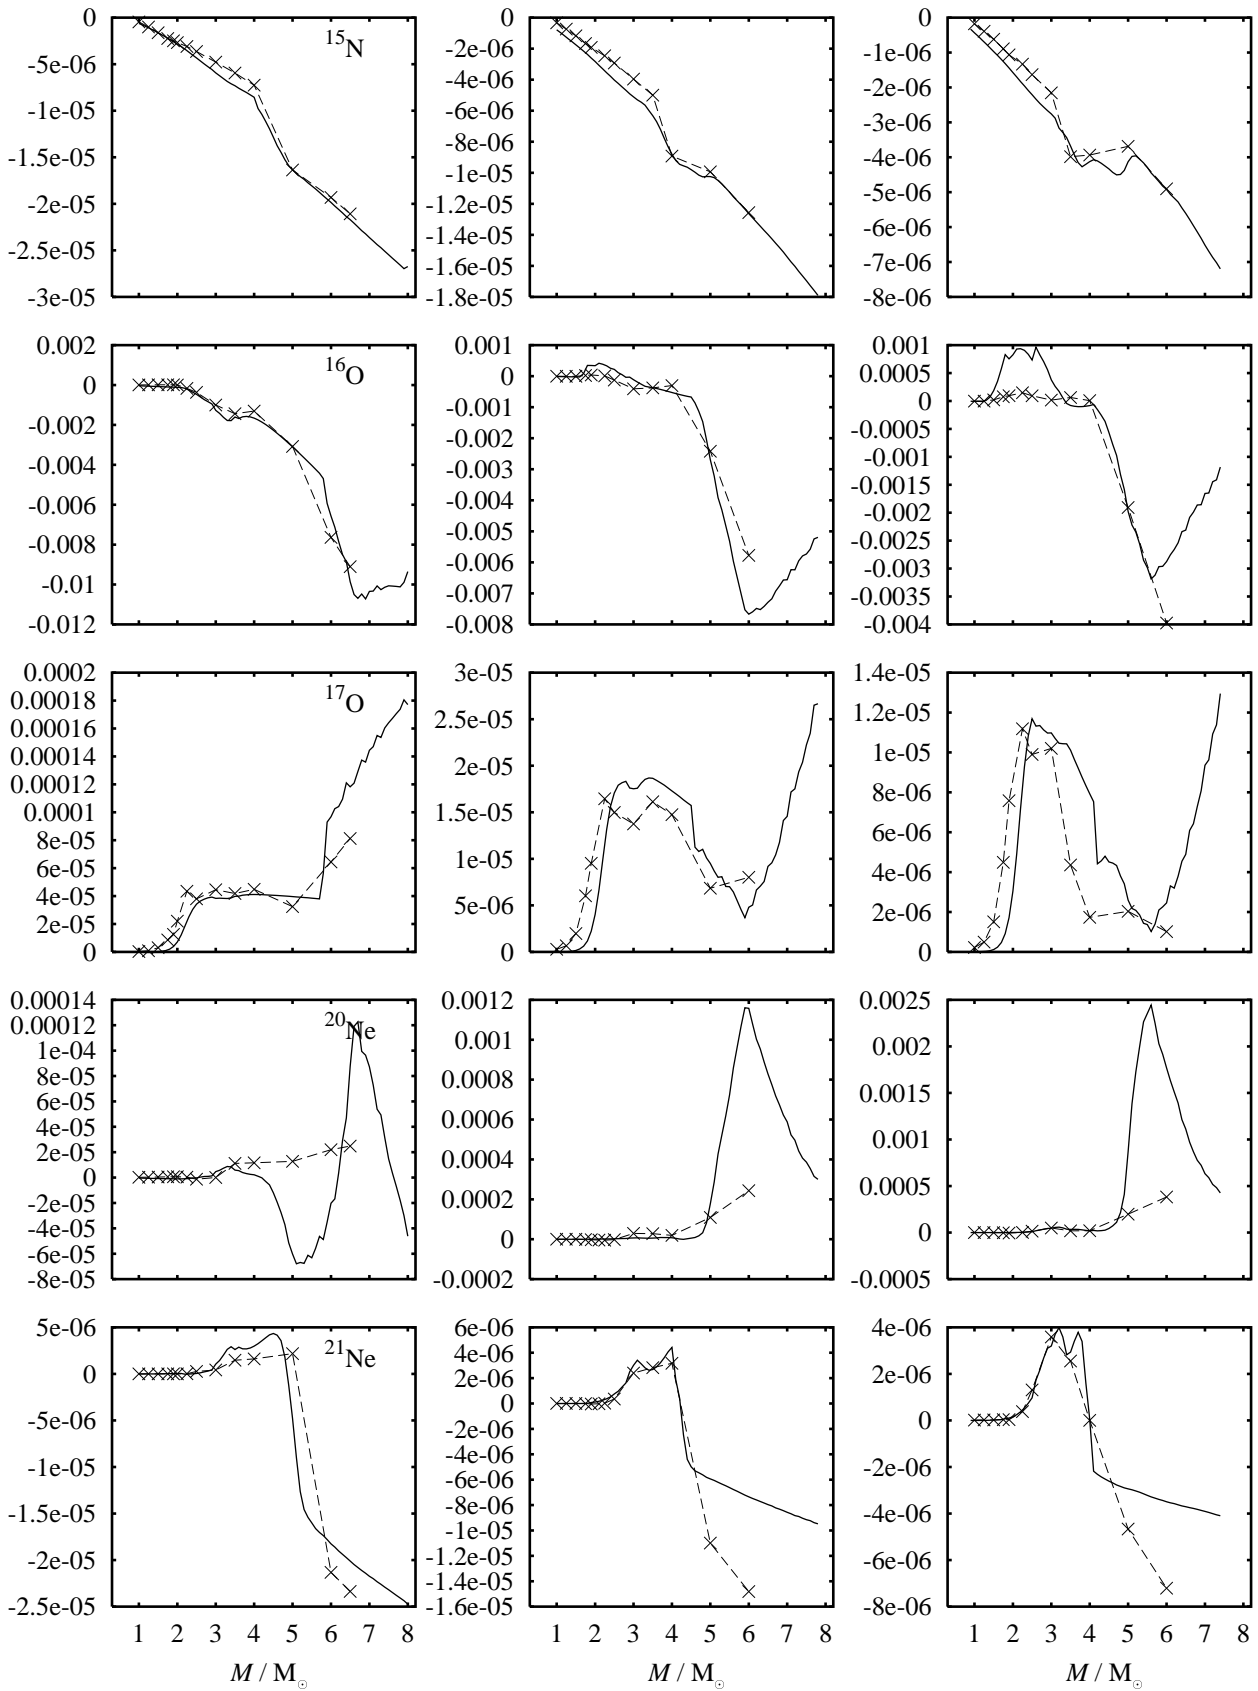 0
-5e-06
-1e-05
-1.5e-05
-2e-05
-2.5e-05
-3e-05
15N
0
-2e-06
-4e-06
-6e-06
-8e-06
-1e-05
-1.2e-05
-1.4e-05
-1.6e-05
-1.8e-05
0
-1e-06
-2e-06
-3e-06
-4e-06
-5e-06
-6e-06
-7e-06
-8e-06
0.002
0
-0.002
-0.004
-0.006
-0.008
-0.01
-0.012
16O
0.001
0
-0.001
-0.002
-0.003
-0.004
-0.005
-0.006
-0.007
-0.008
0.001
0.0005
0
-0.0005
-0.001
-0.0015
-0.002
-0.0025
-0.003
-0.0035
-0.004
0.0002
0.00018
0.00016
0.00014
0.00012
0.0001
8e-05
6e-05
4e-05
2e-05
0
17O
3e-05
2.5e-05
2e-05
1.5e-05
1e-05
5e-06
0
1.4e-05
1.2e-05
1e-05
8e-06
6e-06
4e-06
2e-06
0
0.00014
0.00012
1e-04
8e-05
6e-05
4e-05
2e-05
0
-2e-05
-4e-05
-6e-05
-8e-05
20Ne
0.0012
0.001
0.0008
0.0006
0.0004
0.0002
0
-0.0002
0.0025
0.002
0.0015
0.001
0.0005
0
-0.0005
5e-06
0
-5e-06
-1e-05
-1.5e-05
-2e-05
-2.5e-05
21Ne
6e-06
4e-06
2e-06
0
-2e-06
-4e-06
-6e-06
-8e-06
-1e-05
-1.2e-05
-1.4e-05
-1.6e-05
4e-06
2e-06
0
-2e-06
-4e-06
-6e-06
-8e-06
1 2 3 4 5 6 7 8
1 2 3 4 5 6 7 8
1 2 3 4 5 6 7 8
M / M☉
M / M☉
M / M☉